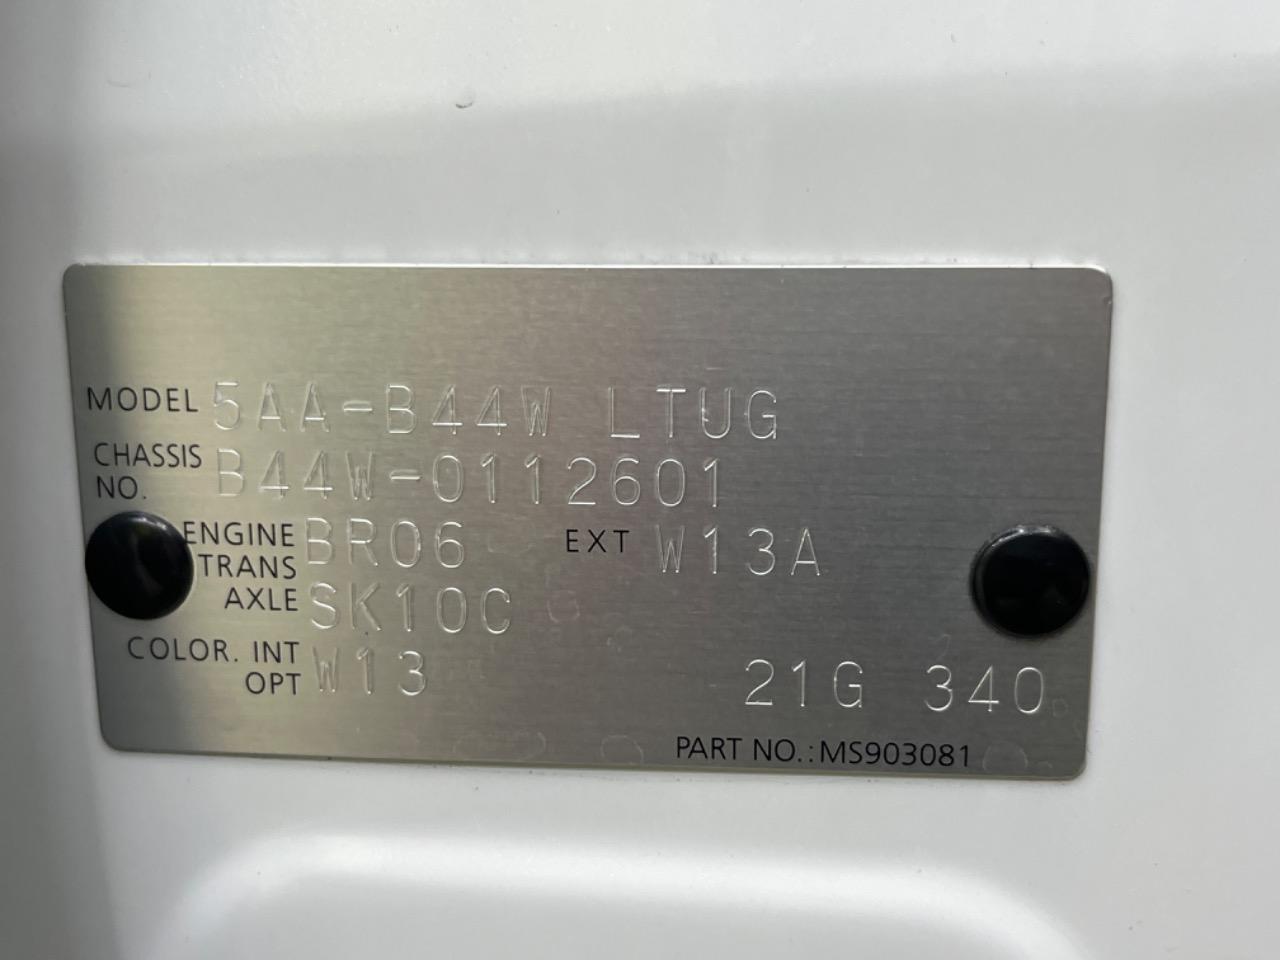 MODEL 5AA-B44W LTUG
CHASSIS NO. B44W-0112601
ENGINE BR06 EXT W13A
TRANS AXLE SK10C
COLOR. INT OPT W13 21G 340
PART NO.: MS903081